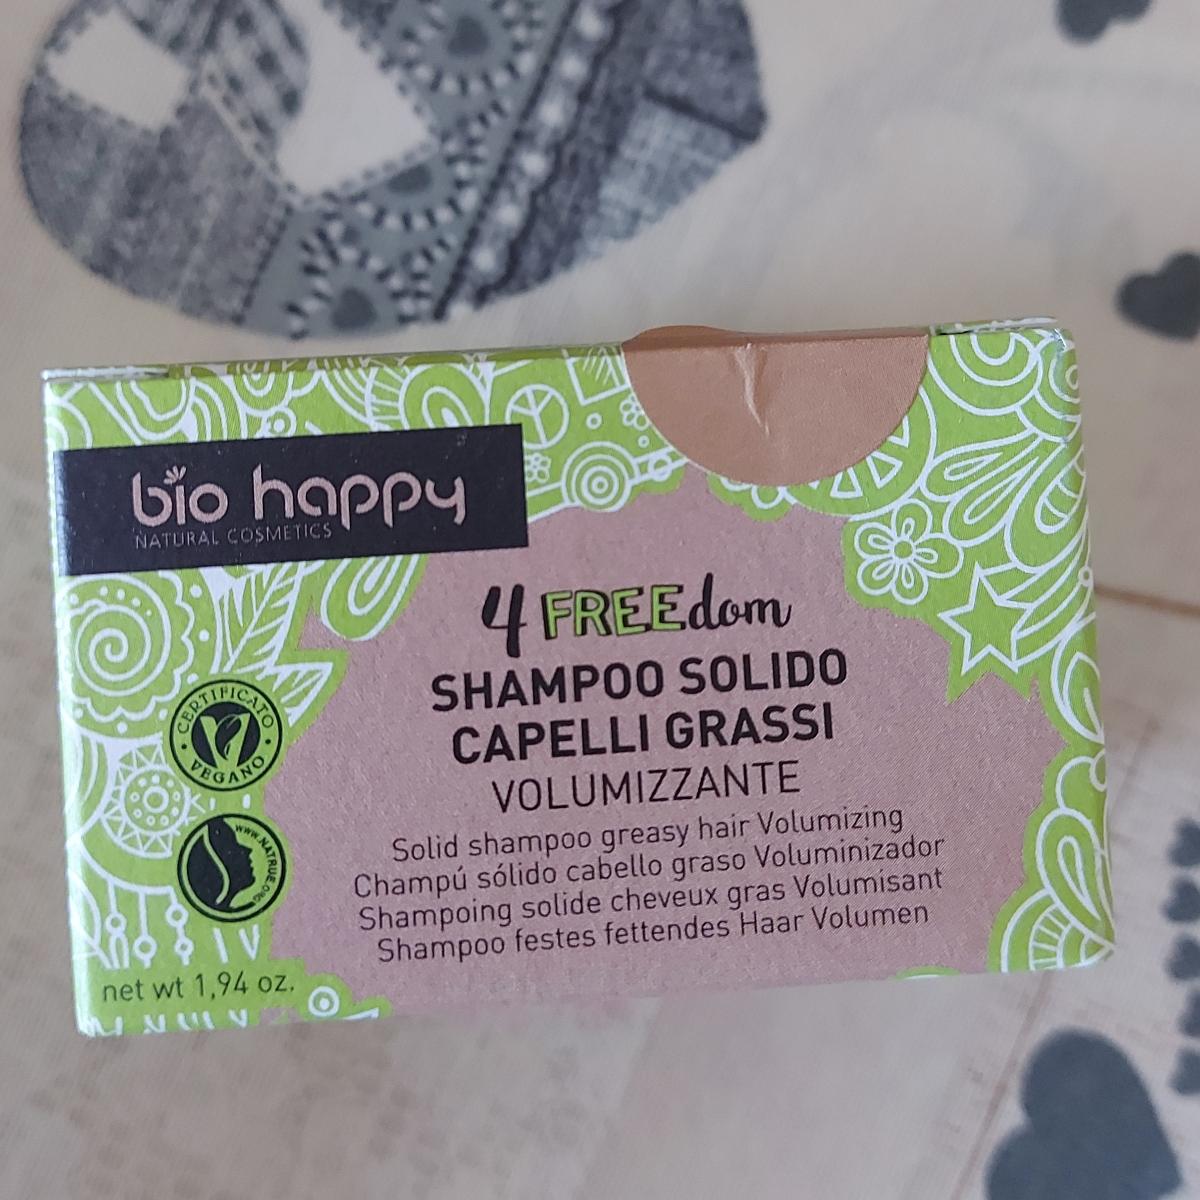 bio happy
NATURAL COSMETICS
4 FREEdom
SHAMPOO SOLIDO
CAPELLI GRASSI
VOLUMIZZANTE
Solid shampoo greasy hair Volumizing
Champú sólido cabello graso Voluminizador
Shampoing solide cheveux gras Volumisant
Shampoo festes fettendes Haar Volumen
CERTIFICATO
VEGANO
WWW.NATRUE.ORG
net wt 1,94 oz.